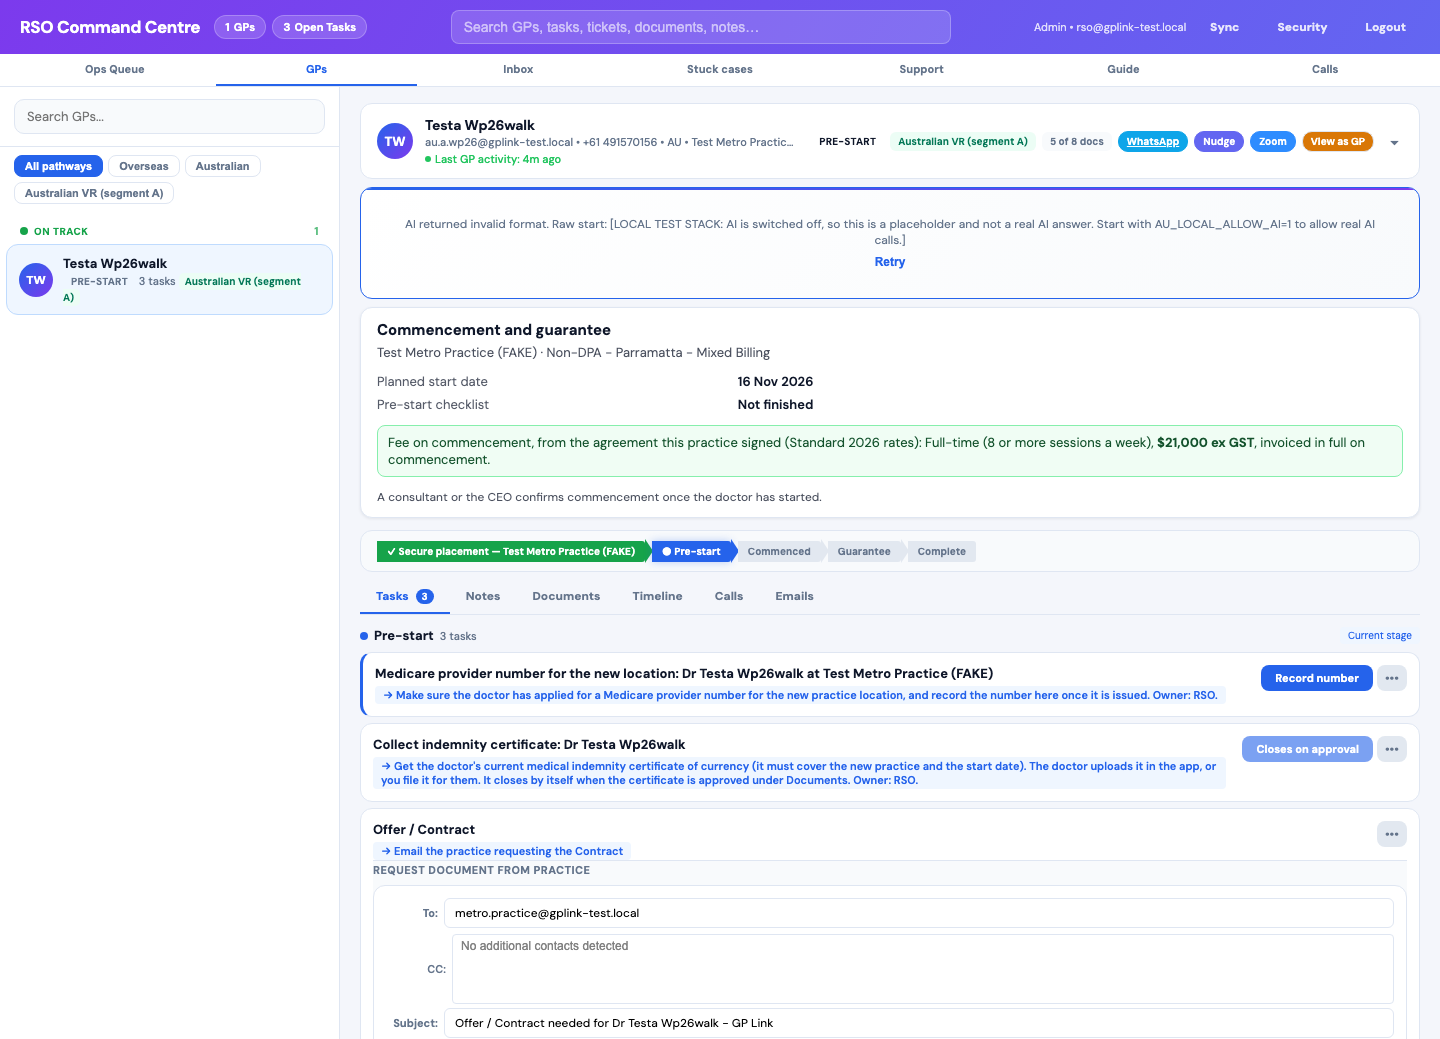 RSO Command Centre
1 GPs
3 Open Tasks
Search GPs, tasks, tickets, documents, notes...
Admin • rso@gplink-test.local
Sync
Security
Logout
Ops Queue
GPs
Inbox
Stuck cases
Support
Guide
Calls
Search GPs...
All pathways
Overseas
Australian
Australian VR (segment A)
ON TRACK
1
TW
Testa Wp26walk
PRE-START 3 tasks Australian VR (segment
A)
TW
Testa Wp26walk
au.a.wp26@gplink-test.local • +61 491570156 • AU • Test Metro Practic...
Last GP activity: 4m ago
PRE-START
Australian VR (segment A)
5 of 8 docs
WhatsApp
Nudge
Zoom
View as GP
AI returned invalid format. Raw start: [LOCAL TEST STACK: AI is switched off, so this is a placeholder and not a real AI answer. Start with AU_LOCAL_ALLOW_AI=1 to allow real AI
calls.]
Retry
Commencement and guarantee
Test Metro Practice (FAKE) · Non-DPA - Parramatta - Mixed Billing
Planned start date 16 Nov 2026
Pre-start checklist Not finished
Fee on commencement, from the agreement this practice signed (Standard 2026 rates): Full-time (8 or more sessions a week), $21,000 ex GST, invoiced in full on
commencement.
A consultant or the CEO confirms commencement once the doctor has started.
✓ Secure placement — Test Metro Practice (FAKE)
Pre-start
Commenced
Guarantee
Complete
Tasks 3
Notes
Documents
Timeline
Calls
Emails
Pre-start 3 tasks
Current stage
Medicare provider number for the new location: Dr Testa Wp26walk at Test Metro Practice (FAKE)
→ Make sure the doctor has applied for a Medicare provider number for the new practice location, and record the number here once it is issued. Owner: RSO.
Record number
•••
Collect indemnity certificate: Dr Testa Wp26walk
→ Get the doctor's current medical indemnity certificate of currency (it must cover the new practice and the start date). The doctor uploads it in the app, or
you file it for them. It closes by itself when the certificate is approved under Documents. Owner: RSO.
Closes on approval
•••
Offer / Contract
→ Email the practice requesting the Contract
•••
REQUEST DOCUMENT FROM PRACTICE
To: metro.practice@gplink-test.local
CC: No additional contacts detected
Subject: Offer / Contract needed for Dr Testa Wp26walk - GP Link